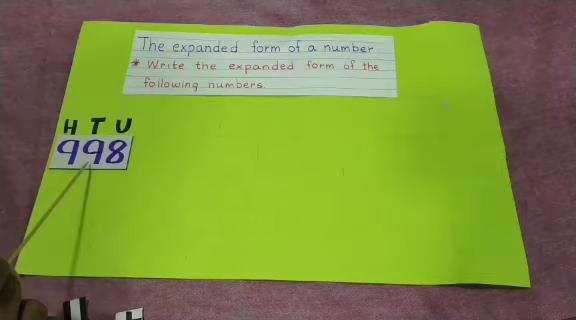 The expanded form of a number
* Write the expanded form of the
following numbers.
H T U
998